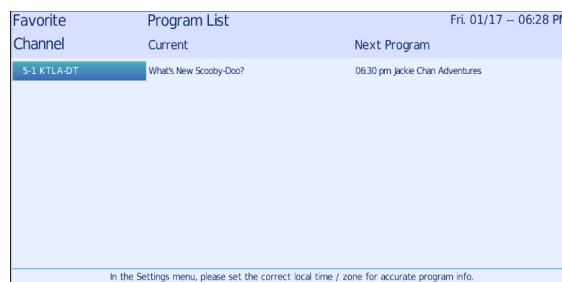 Favorite Program List Fri. 01/17 -- 06:28 PM
Channel Current Next Program
5-1 KTLA-DT What's New Scooby-Doo? 06:30 pm Jackie Chan Adventures
In the Settings menu, please set the correct local time / zone for accurate program info.